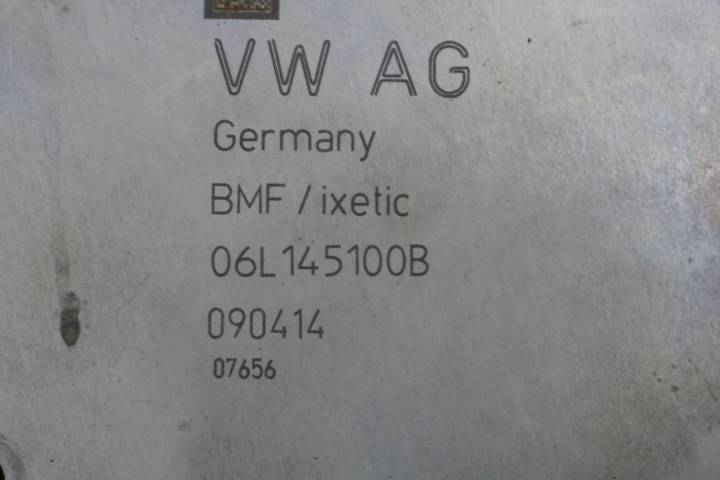 VW AG
Germany
BMF / ixetic
06L145100B
090414
07656